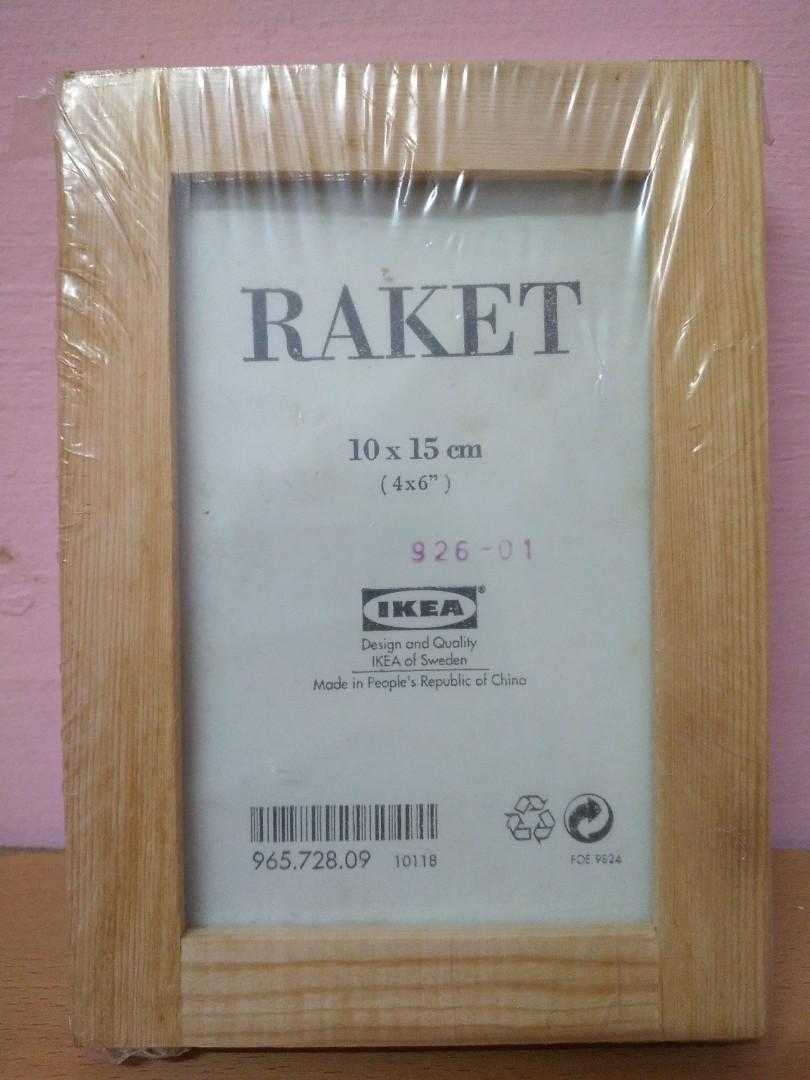 RAKET
10 x 15 cm
( 4x6" )
926-01
IKEA®
Design and Quality
IKEA of Sweden
Made in People's Republic of China
965.728.09 10118
FOE 9824